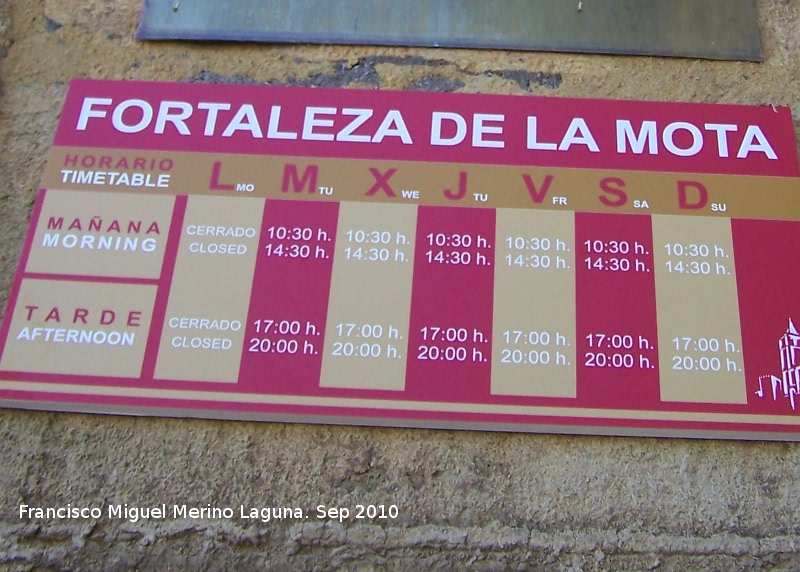 FORTALEZA DE LA MOTA
HORARIO
TIMETABLE
L MO M TU X WE J TU V FR S SA D SU
MAÑANA
MORNING
CERRADO 10:30 h. 10:30 h. 10:30 h. 10:30 h. 10:30 h. 10:30 h.
CLOSED 14:30 h. 14:30 h. 14:30 h. 14:30 h. 14:30 h. 14:30 h.
TARDE
AFTERNOON
CERRADO 17:00 h. 17:00 h. 17:00 h. 17:00 h. 17:00 h. 17:00 h.
CLOSED 20:00 h. 20:00 h. 20:00 h. 20:00 h. 20:00 h. 20:00 h.
Francisco Miguel Merino Laguna. Sep 2010